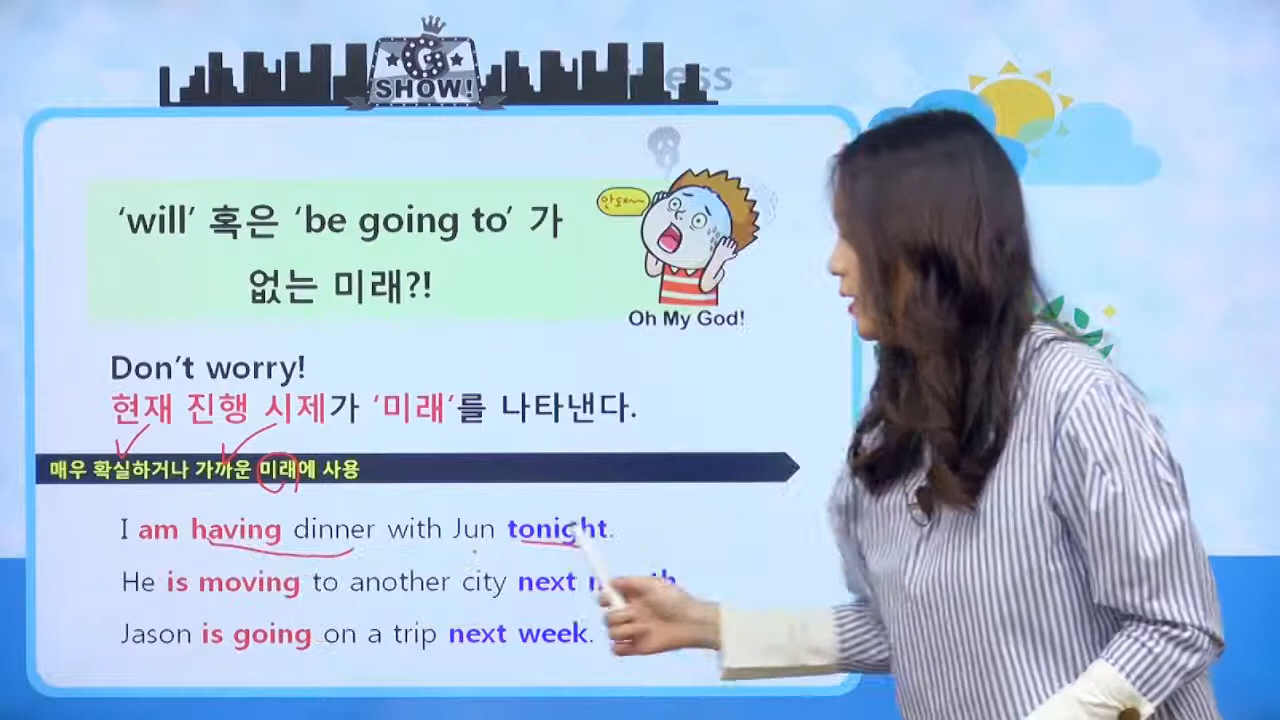 G
SHOW!
ess
'will' 혹은 'be going to' 가
없는 미래?!
안돼~~
Oh My God!
Don't worry!
현재 진행 시제가 '미래'를 나타낸다.
매우 확실하거나 가까운 미래에 사용
I am having dinner with Jun tonight.
He is moving to another city next
Jason is going on a trip next week.